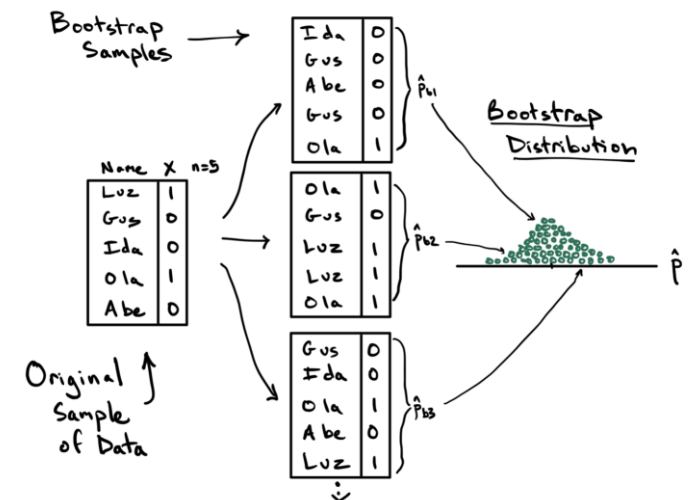 Bootstrap
Samples
Ida 0
Gus 0
Abe 0
Gus 0
Ola 1
p̂b1
Bootstrap
Distribution
Name X n=5
Luz 1
Gus 0
Ida 0
Ola 1
Abe 0
Ola 1
Gus 0
Luz 1
Luz 1
Ola 1
p̂b2
p̂
Original
Sample
of Data
Gus 0
Ida 0
Ola 1
Abe 0
Luz 1
p̂b3